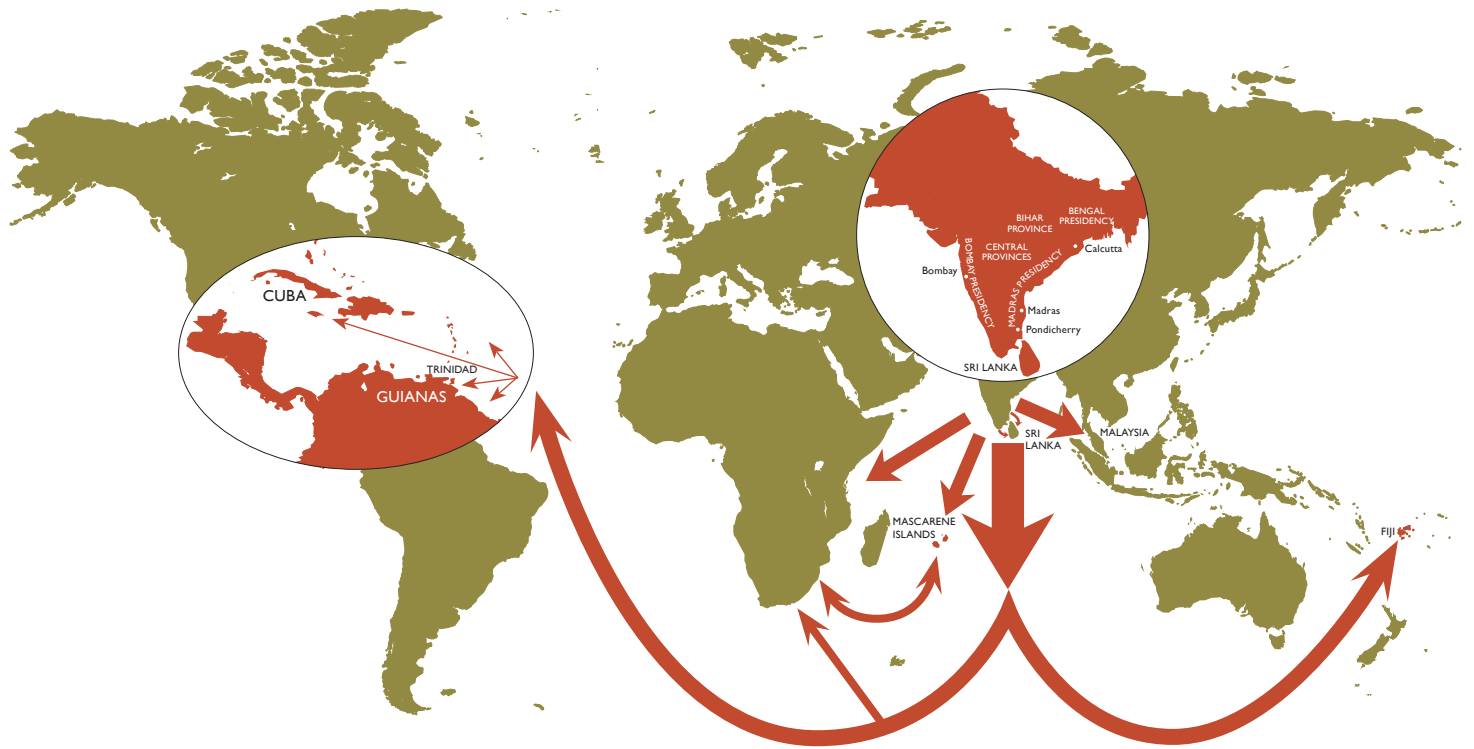 CUBA
TRINIDAD
GUIANAS
BIHAR
PROVINCE
BENGAL
PRESIDENCY
CENTRAL
PROVINCES
Calcutta
BOMBAY PRESIDENCY
Bombay
MADRAS PRESIDENCY
Madras
Pondicherry
SRI LANKA
SRI
LANKA
MALAYSIA
MASCARENE
ISLANDS
FIJI